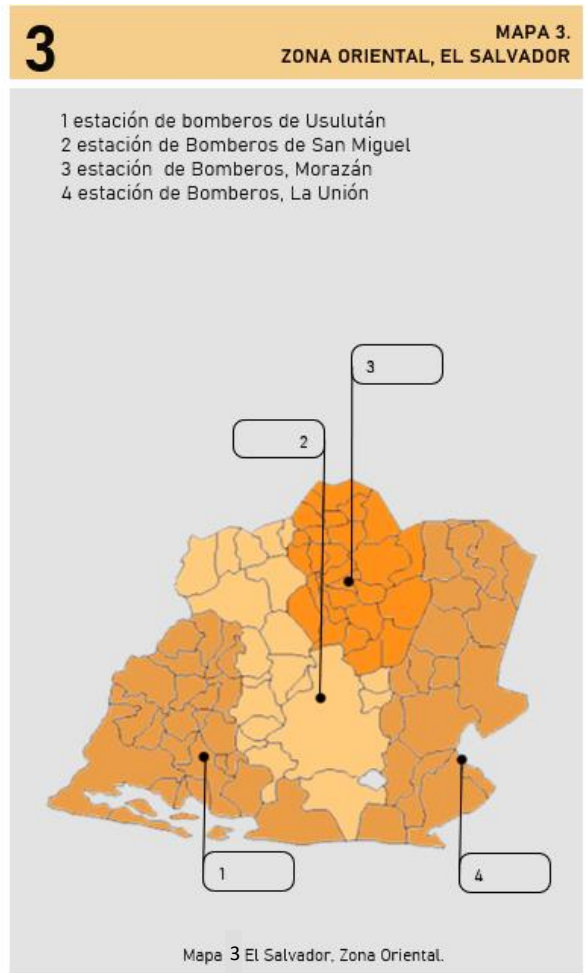 3
MAPA 3.
ZONA ORIENTAL, EL SALVADOR
1 estación de bomberos de Usulután
2 estación de Bomberos de San Miguel
3 estación de Bomberos, Morazán
4 estación de Bomberos, La Unión
3
2
1
4
Mapa 3 El Salvador, Zona Oriental.